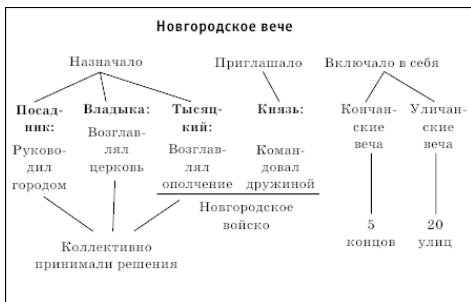 Новгородское вече
Назначало
Приглашало
Включало в себя
Посад-
ник:
Руково-
дил
городом
Владыка:
Возглав-
лял
церковь
Тысяц-
кий:
Возглав-
лял
ополчение
Князь:
Коман-
довал
дружиной
Новгородское
войско
Кончан-
ские
веча
Уличан-
ские
веча
5
концов
20
улиц
Коллективно
принимали решения